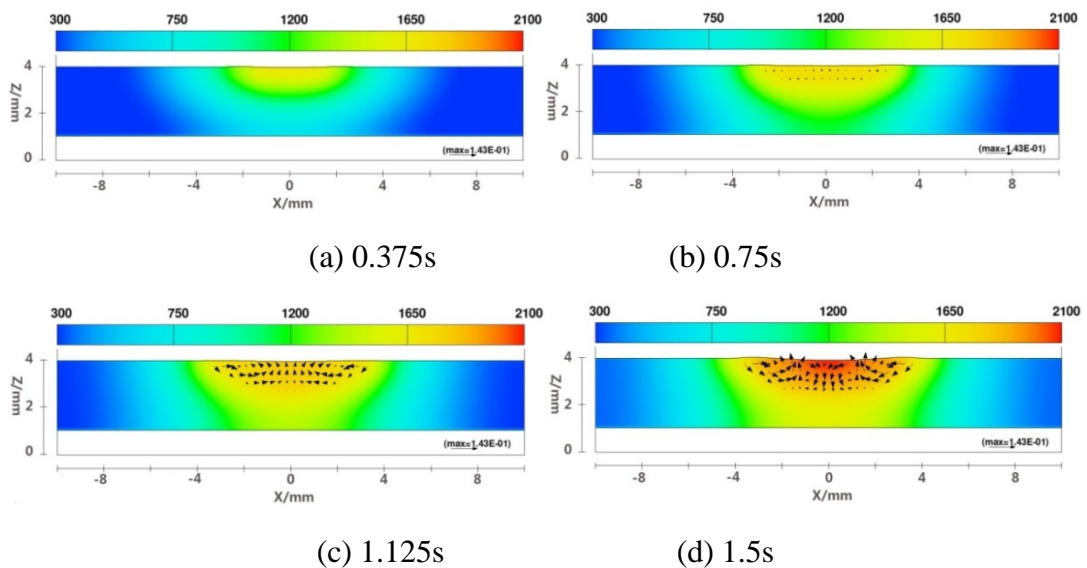 300 750 1200 1650 2100
4
2
0
Z/mm
(max=1.43E-01)
-8 -4 0 4 8
X/mm
(a) 0.375s
300 750 1200 1650 2100
4
2
0
Z/mm
(max=1.43E-01)
-8 -4 0 4 8
X/mm
(b) 0.75s
300 750 1200 1650 2100
4
2
0
Z/mm
(max=1.43E-01)
-8 -4 0 4 8
X/mm
(c) 1.125s
300 750 1200 1650 2100
4
2
0
Z/mm
(max=1.43E-01)
-8 -4 0 4 8
X/mm
(d) 1.5s